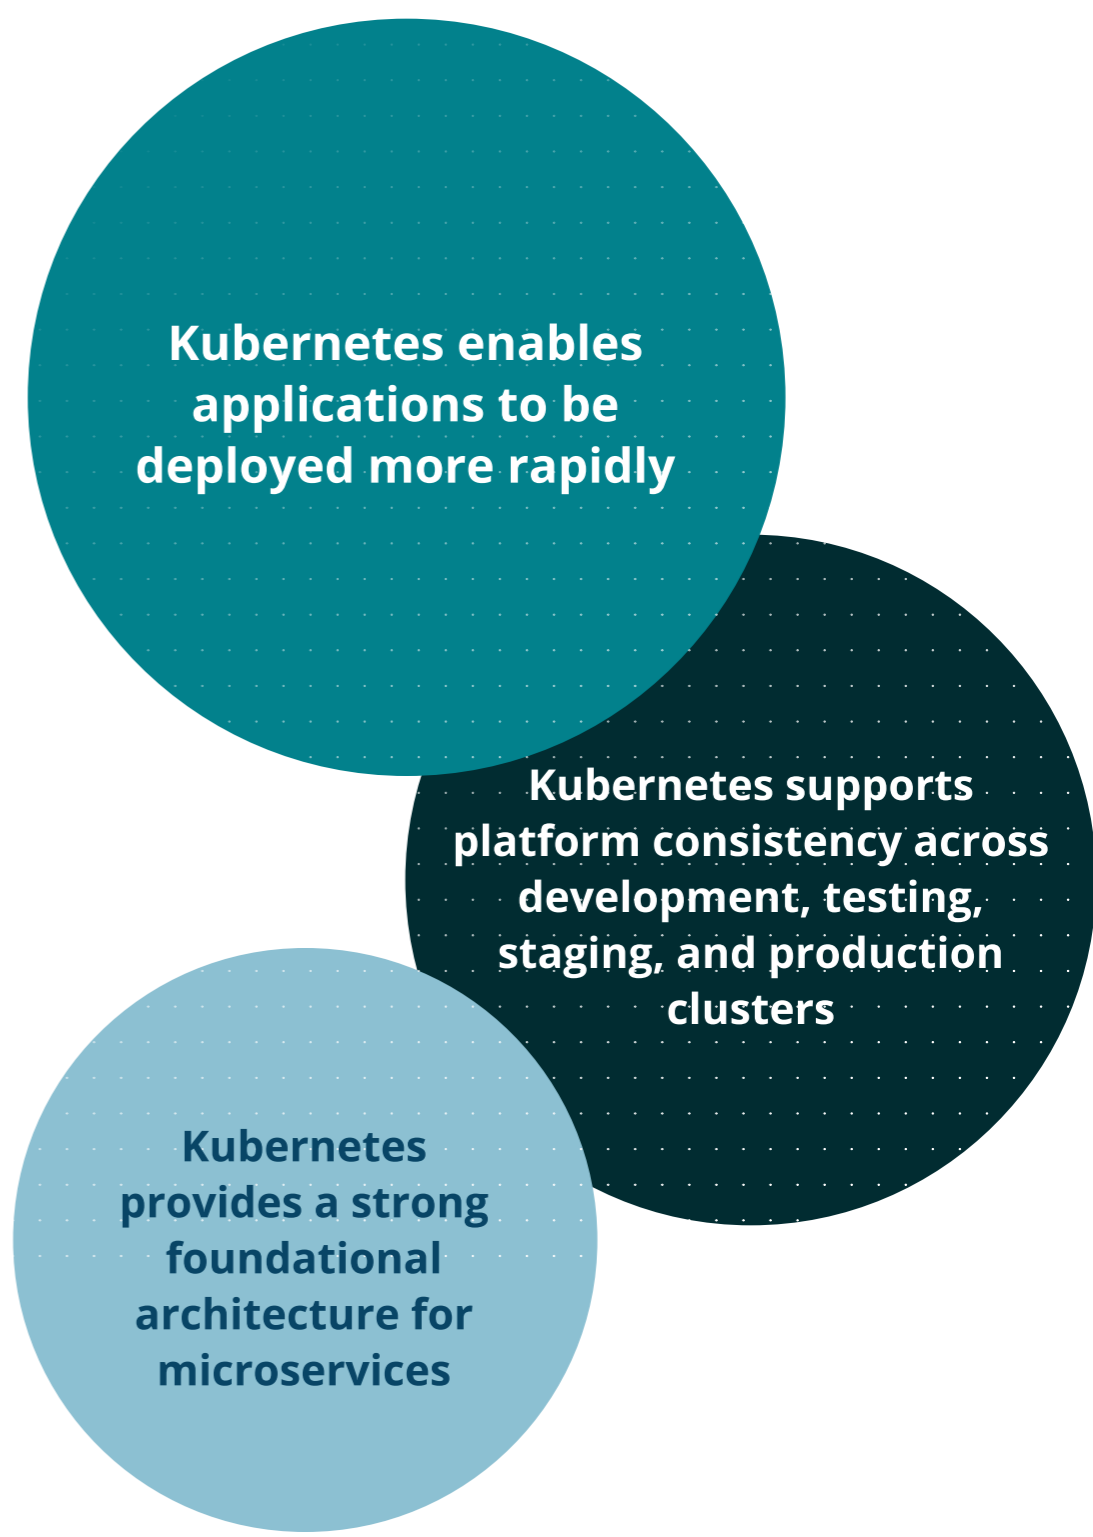 Kubernetes enables
applications to be
deployed more rapidly
Kubernetes supports
platform consistency across
development, testing,
staging, and production
clusters
Kubernetes
provides a strong
foundational
architecture for
microservices